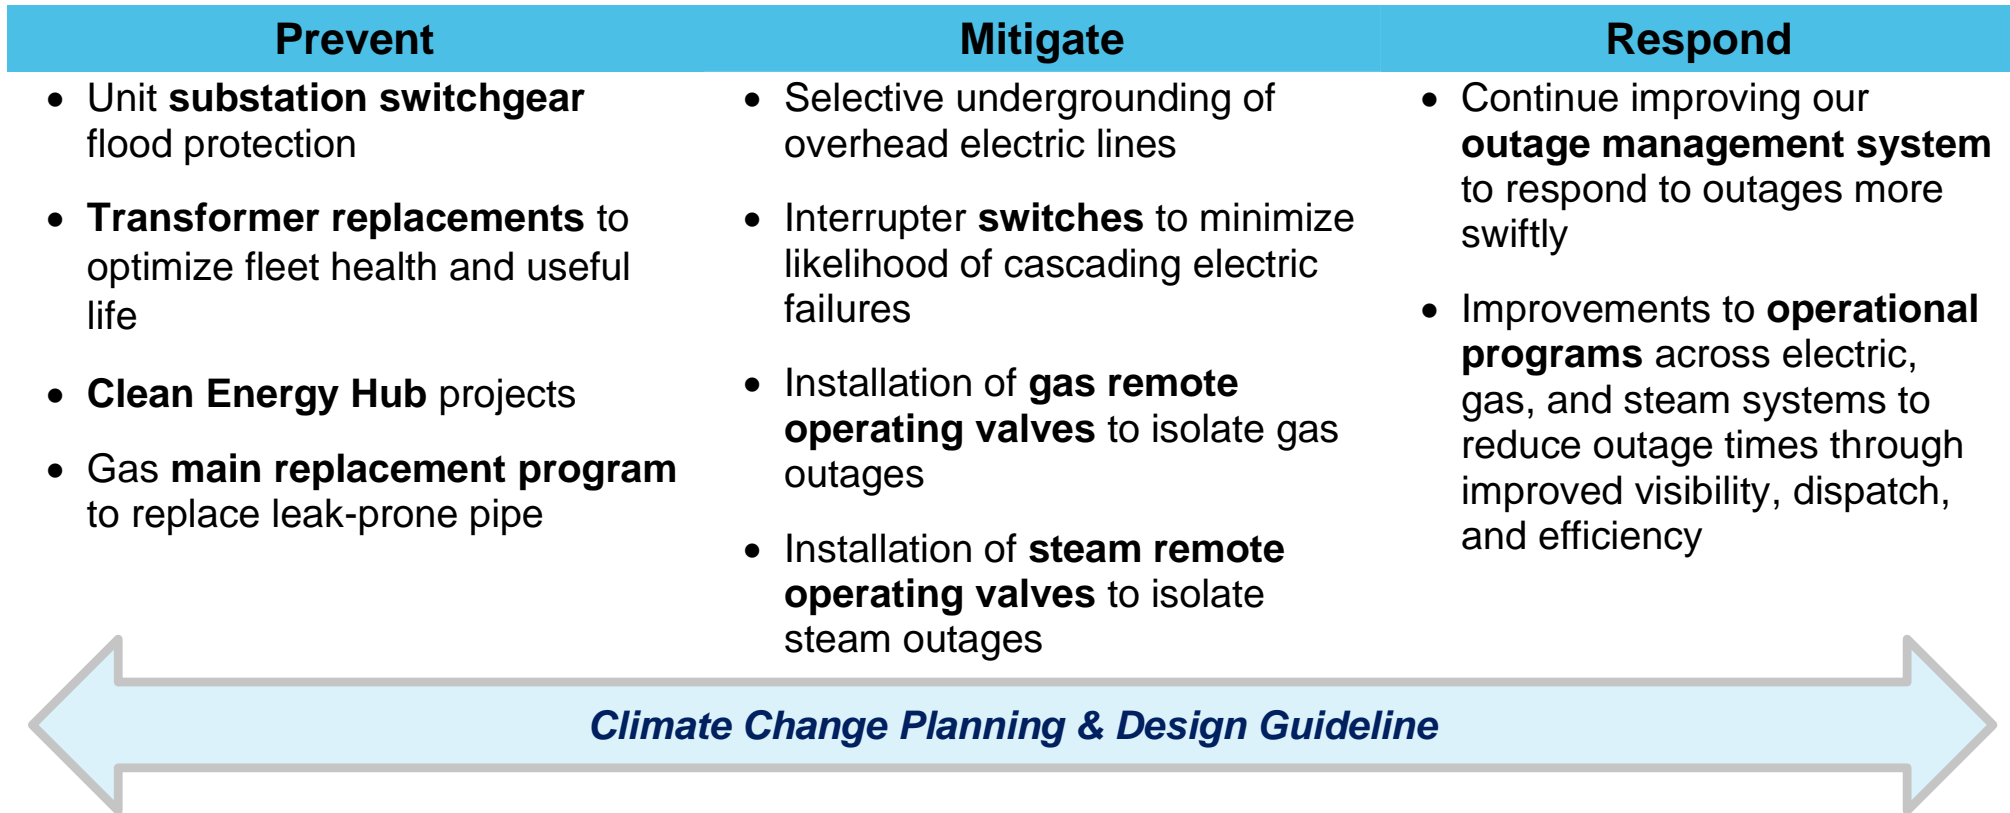 Prevent
Mitigate
Respond
• Unit substation switchgear
flood protection
• Transformer replacements to
optimize fleet health and useful
life
• Clean Energy Hub projects
• Gas main replacement program
to replace leak-prone pipe
• Selective undergrounding of
overhead electric lines
• Interrupter switches to minimize
likelihood of cascading electric
failures
• Installation of gas remote
operating valves to isolate gas
outages
• Installation of steam remote
operating valves to isolate
steam outages
• Continue improving our
outage management system
to respond to outages more
swiftly
• Improvements to operational
programs across electric,
gas, and steam systems to
reduce outage times through
improved visibility, dispatch,
and efficiency
Climate Change Planning & Design Guideline